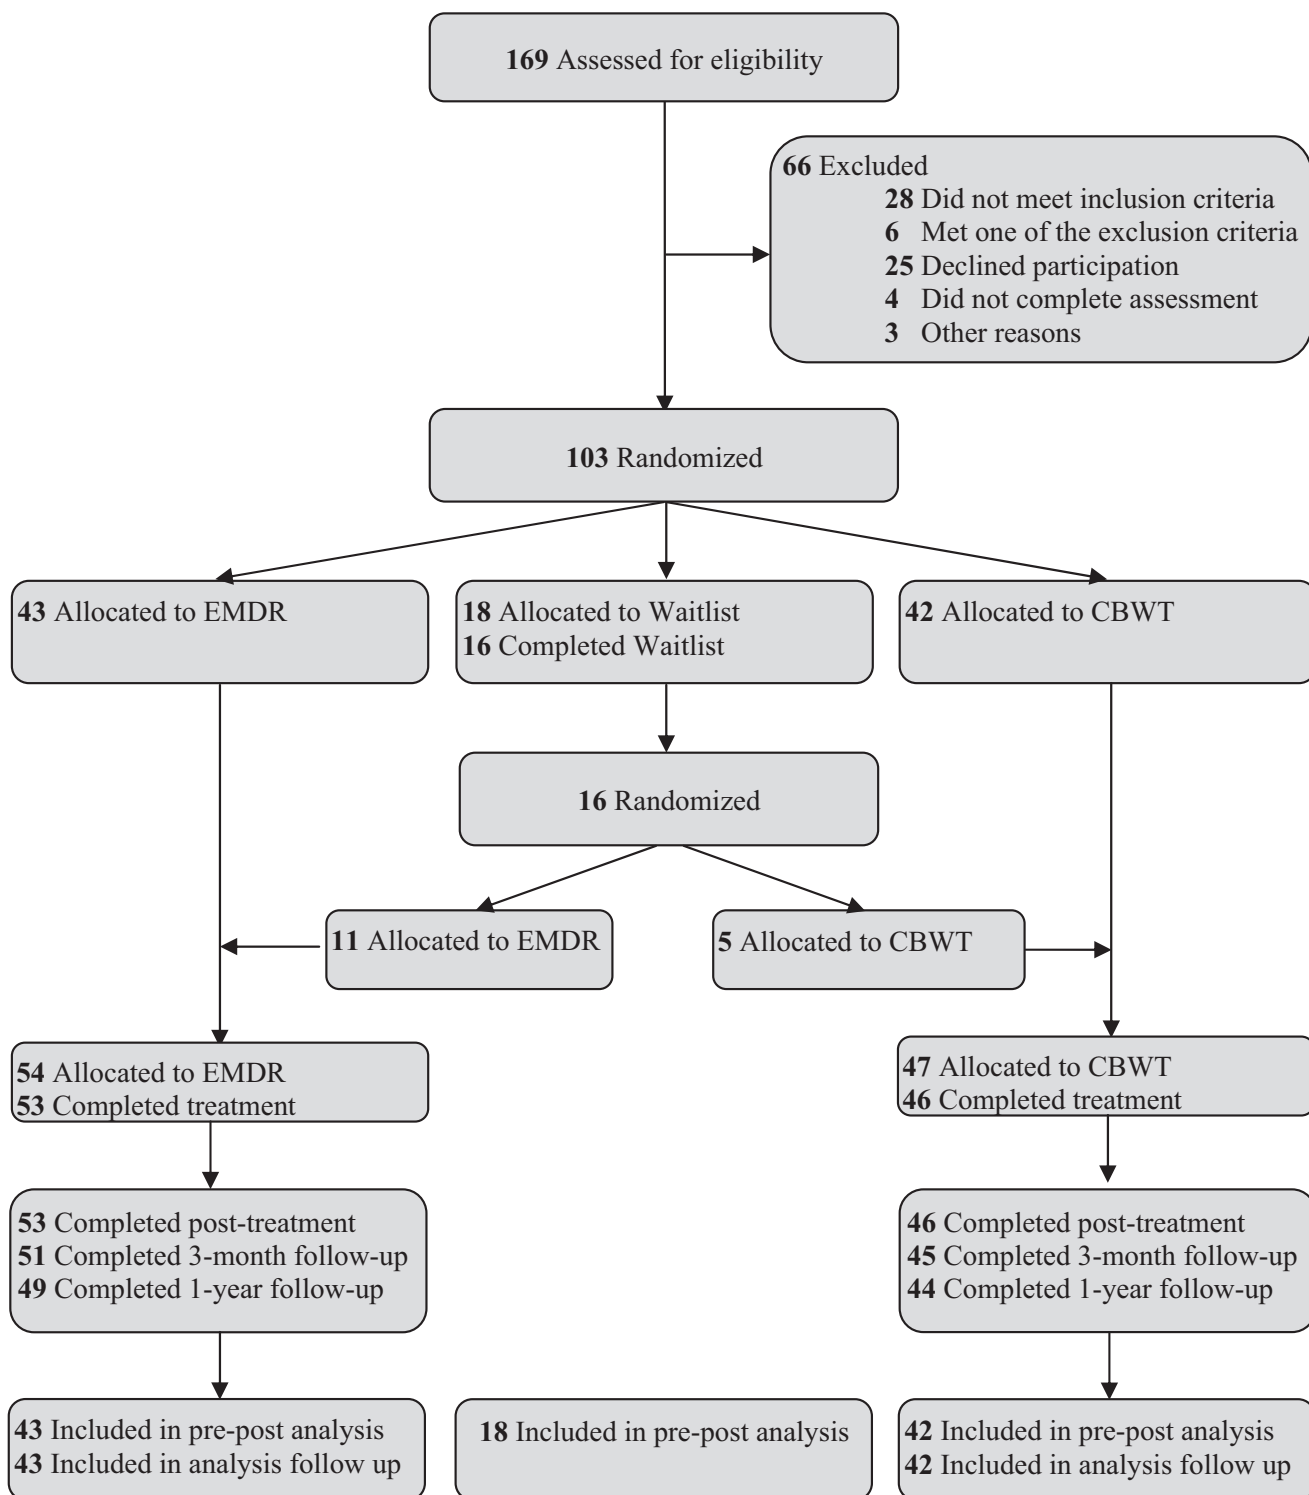 169 Assessed for eligibility
66 Excluded
28 Did not meet inclusion criteria
6 Met one of the exclusion criteria
25 Declined participation
4 Did not complete assessment
3 Other reasons
103 Randomized
43 Allocated to EMDR
18 Allocated to Waitlist
16 Completed Waitlist
42 Allocated to CBWT
16 Randomized
11 Allocated to EMDR
5 Allocated to CBWT
54 Allocated to EMDR
53 Completed treatment
47 Allocated to CBWT
46 Completed treatment
53 Completed post-treatment
51 Completed 3-month follow-up
49 Completed 1-year follow-up
46 Completed post-treatment
45 Completed 3-month follow-up
44 Completed 1-year follow-up
43 Included in pre-post analysis
43 Included in analysis follow up
18 Included in pre-post analysis
42 Included in pre-post analysis
42 Included in analysis follow up